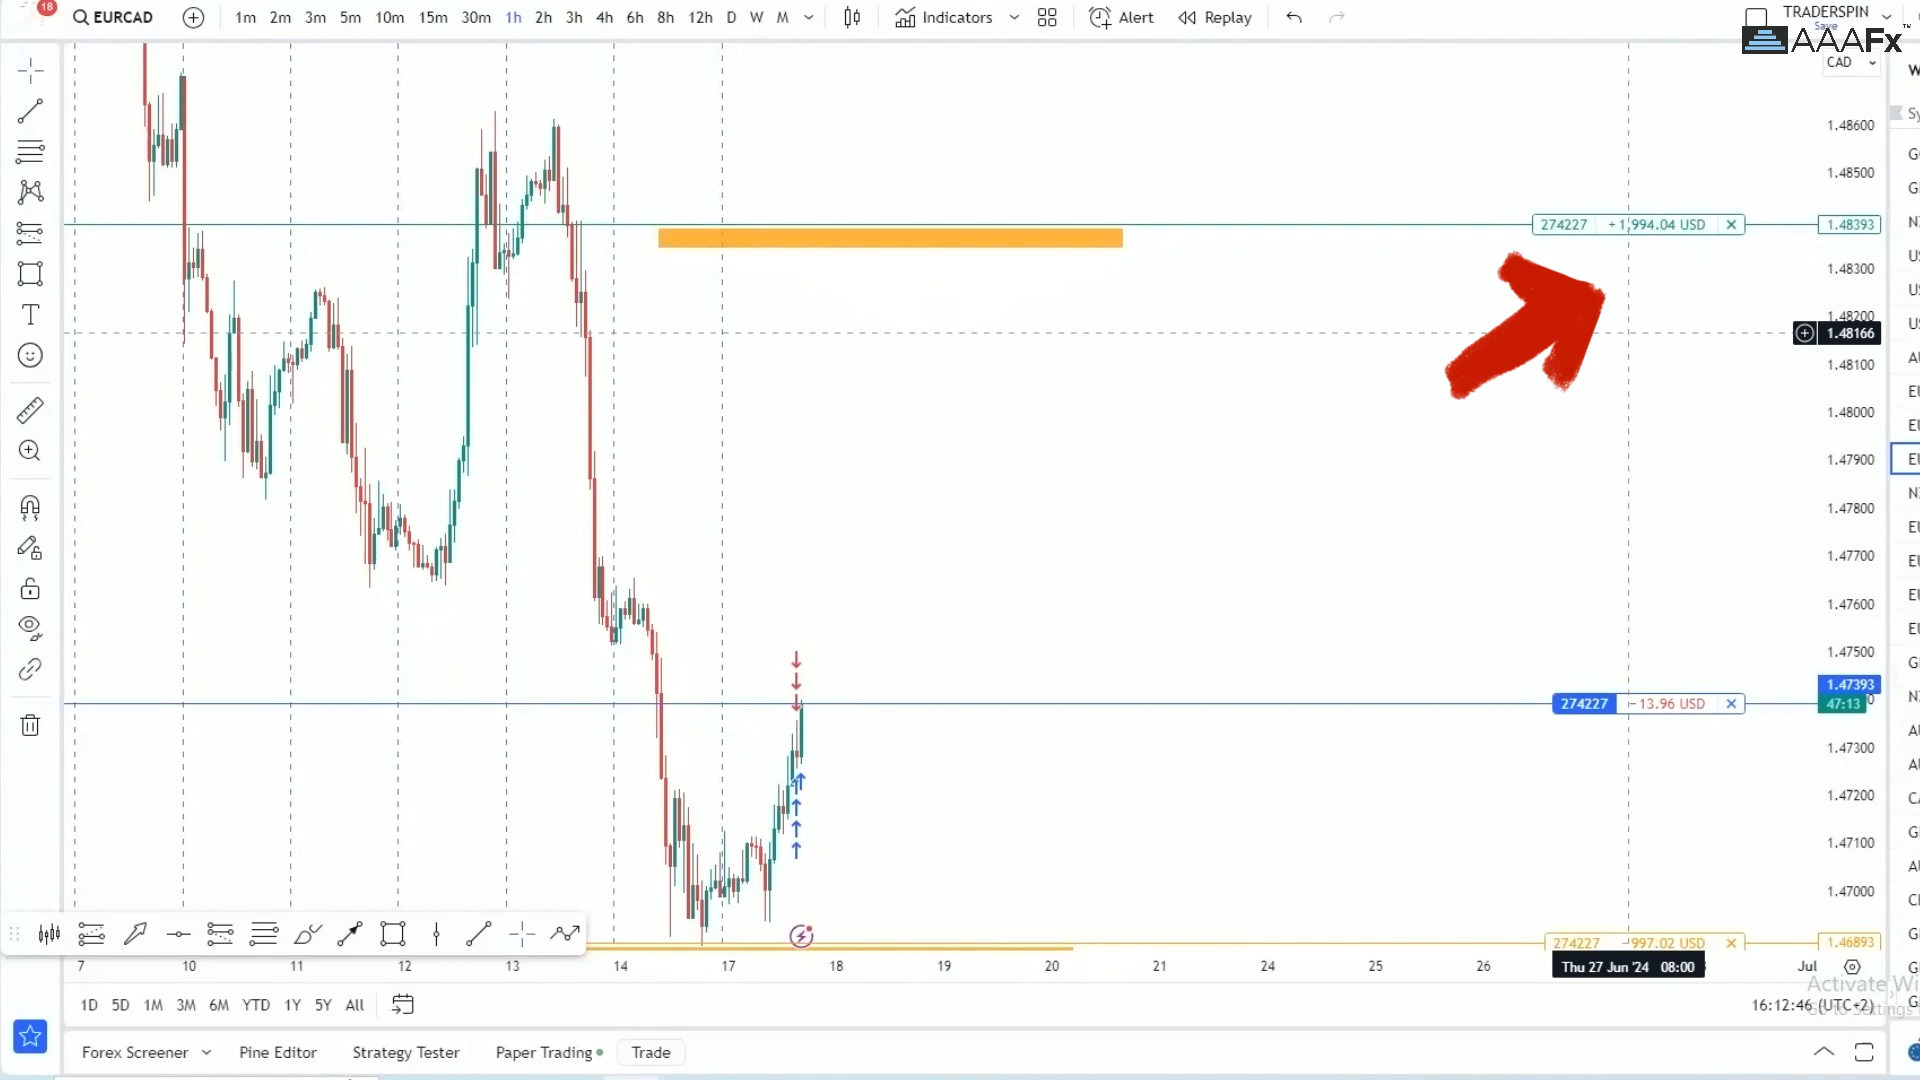 18
EURCAD 1m 2m 3m 5m 10m 15m 30m 1h 2h 3h 4h 6h 8h 12h D W M Indicators Alert Replay
TRADERSPIN
Save
AAAFx™
CAD
1.48600
1.48500
274227 +1,994.04 USD 1.48393
1.48300
1.48200
1.48166
1.48100
1.48000
1.47900
1.47800
1.47700
1.47600
1.47500
1.47393
274227 −13.96 USD 47:13
1.47300
1.47200
1.47100
1.47000
274227 −997.02 USD 1.46893
7 10 11 12 13 14 17 18 19 20 21 24 25 26 Thu 27 Jun '24 08:00 Jul
1D 5D 1M 3M 6M YTD 1Y 5Y All
16:12:46 (UTC+2)
Forex Screener Pine Editor Strategy Tester Paper Trading Trade